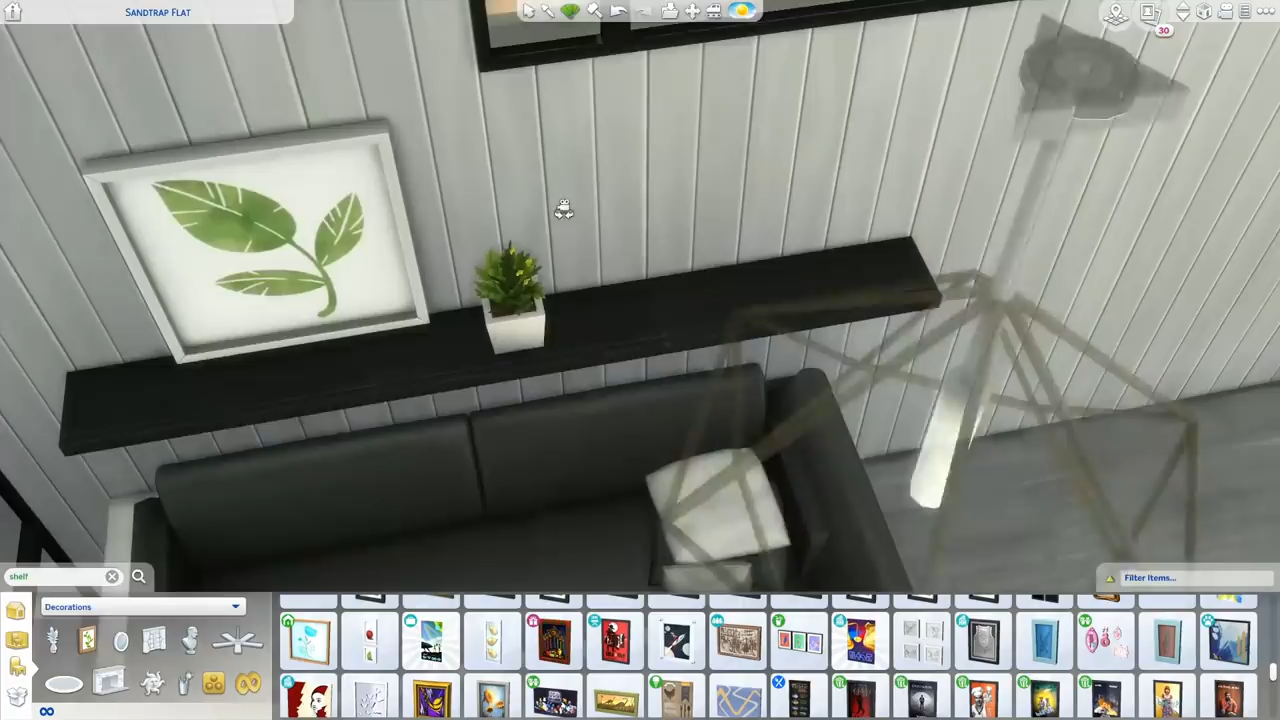 SANDTRAP FLAT
30
shelf
Filter Items...
Decorations